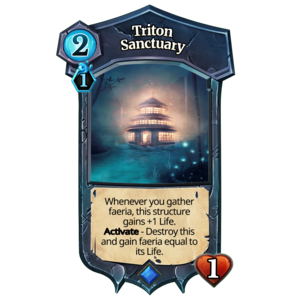 2
Triton
Sanctuary
1
Whenever you gather
faeria, this structure
gains +1 Life.
Activate - Destroy this
and gain faeria equal to
its Life.
1